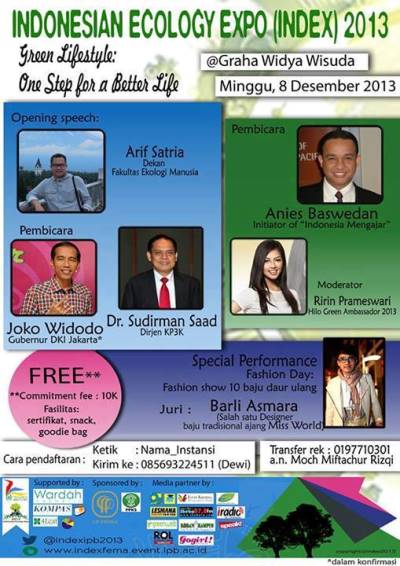 INDONESIAN ECOLOGY EXPO (INDEX) 2013
Green Lifestyle:
One Step for a Better Life
@Graha Widya Wisuda
Minggu, 8 Desember 2013
Opening speech:
Arif Satria
Dekan
Fakultas Ekologi Manusia
Pembicara
Joko Widodo
Gubernur DKI Jakarta*
Dr. Sudirman Saad
Dirjen KP3K
Pembicara
Anies Baswedan
Initiator of "Indonesia Mengajar"
Moderator
Ririn Prameswari
Hilo Green Ambassador 2013
FREE**
**Commitment fee : 10K
Fasilitas:
sertifikat, snack,
goodie bag
Special Performance
Fashion Day:
Fashion show 10 baju daur ulang
Juri : Barli Asmara
(Salah satu Designer
baju tradional ajang Miss World)
Cara pendaftaran :
Ketik : Nama_Instansi
Kirim ke : 085693224511 (Dewi)
Transfer rek : 0197710301
a.n. Moch Miftachur Rizqi
Supported by :
Sponsored by :
Media partner by :
Wardah
KOMPAS
LESMANA
iradio
ROL
Gogirl!
@indexipb2013
www.indexfema.event.ipb.ac.id
*dalam konfirmasi